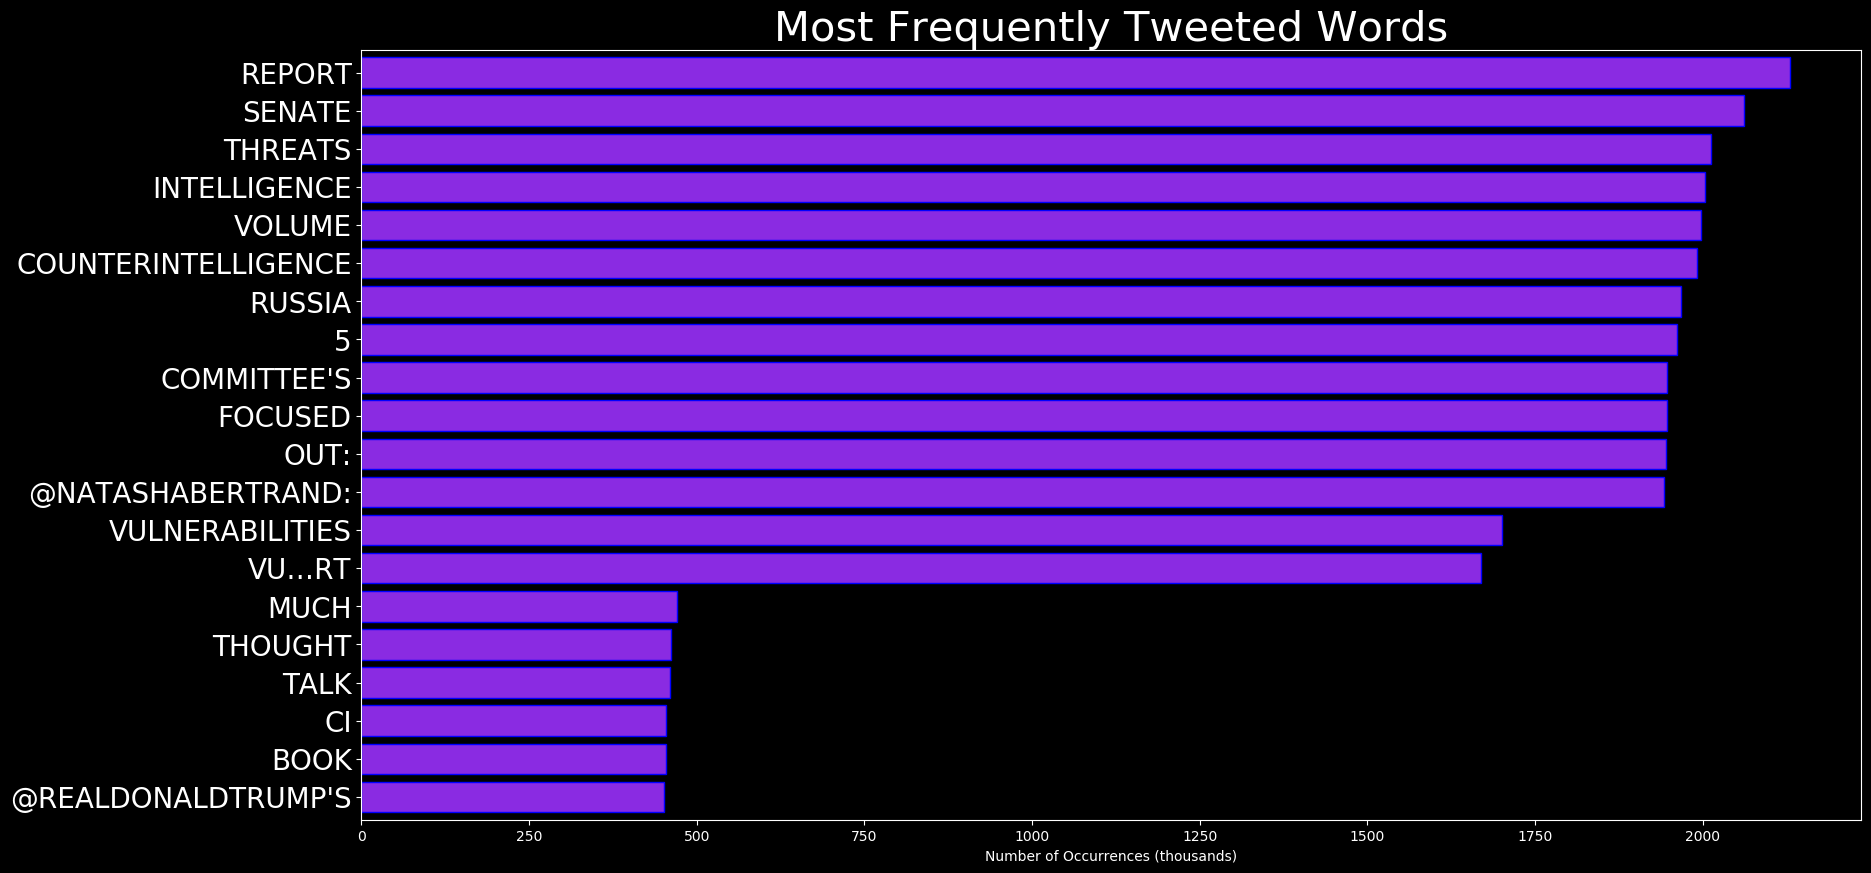 Most Frequently Tweeted Words
REPORT
SENATE
THREATS
INTELLIGENCE
VOLUME
COUNTERINTELLIGENCE
RUSSIA
5
COMMITTEE'S
FOCUSED
OUT:
@NATASHABERTRAND:
VULNERABILITIES
VU…RT
MUCH
THOUGHT
TALK
CI
BOOK
@REALDONALDTRUMP'S
0 250 500 750 1000 1250 1500 1750 2000
Number of Occurrences (thousands)